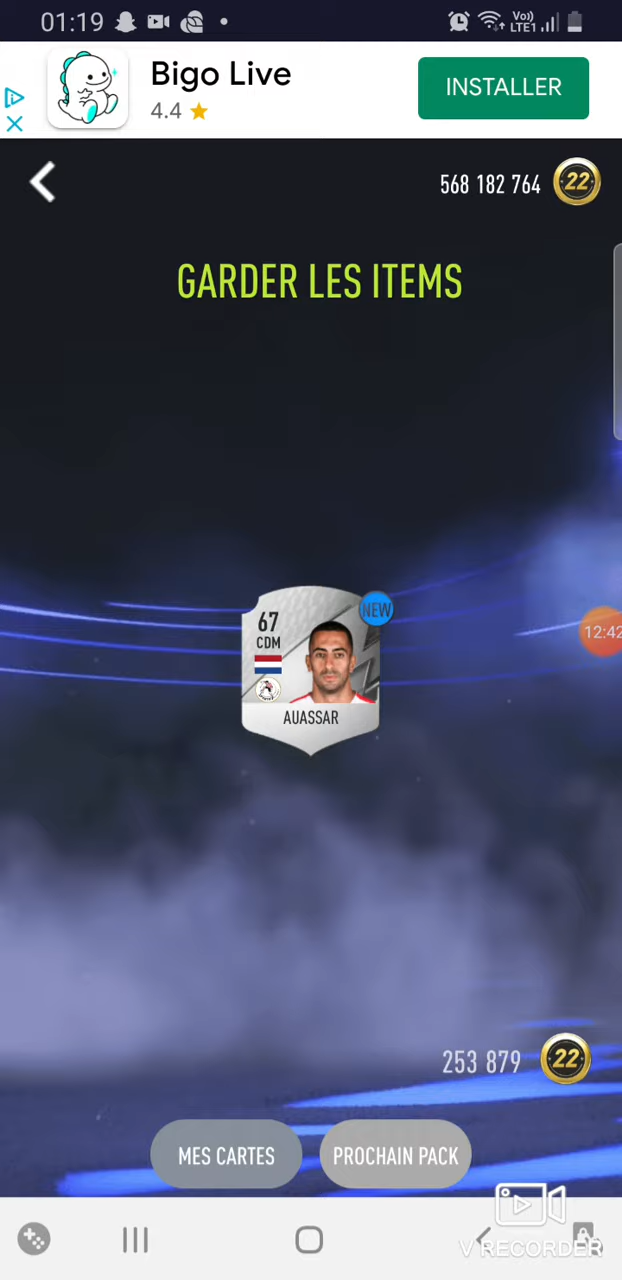 01:19
Vo)
LTE1
Bigo Live
4.4
INSTALLER
568 182 764
22
GARDER LES ITEMS
67
NEW
CDM
AUASSAR
12:42
253 879
22
MES CARTES
PROCHAIN PACK
V RECORDER